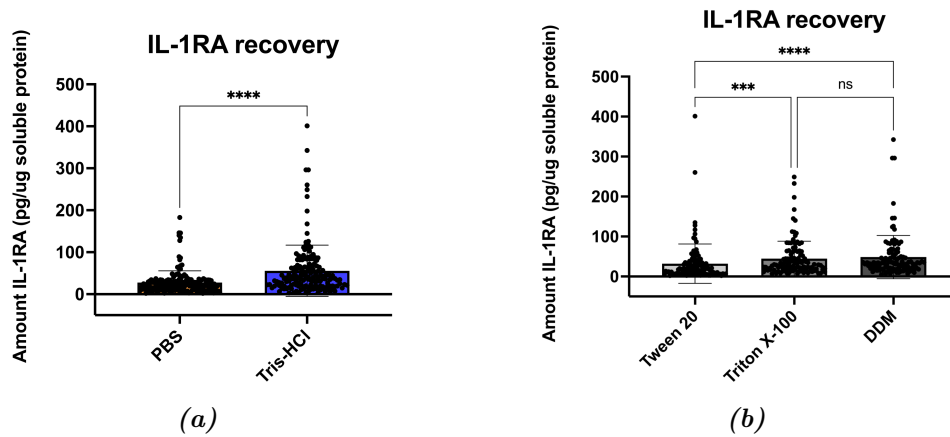 IL-1RA recovery
Amount IL-1RA (pg/ug soluble protein)
500
400
300
200
100
0
****
PBS
Tris-HCl
(a)
IL-1RA recovery
Amount IL-1RA (pg/ug soluble protein)
500
400
300
200
100
0
****
***
ns
Tween 20
Triton X-100
DDM
(b)